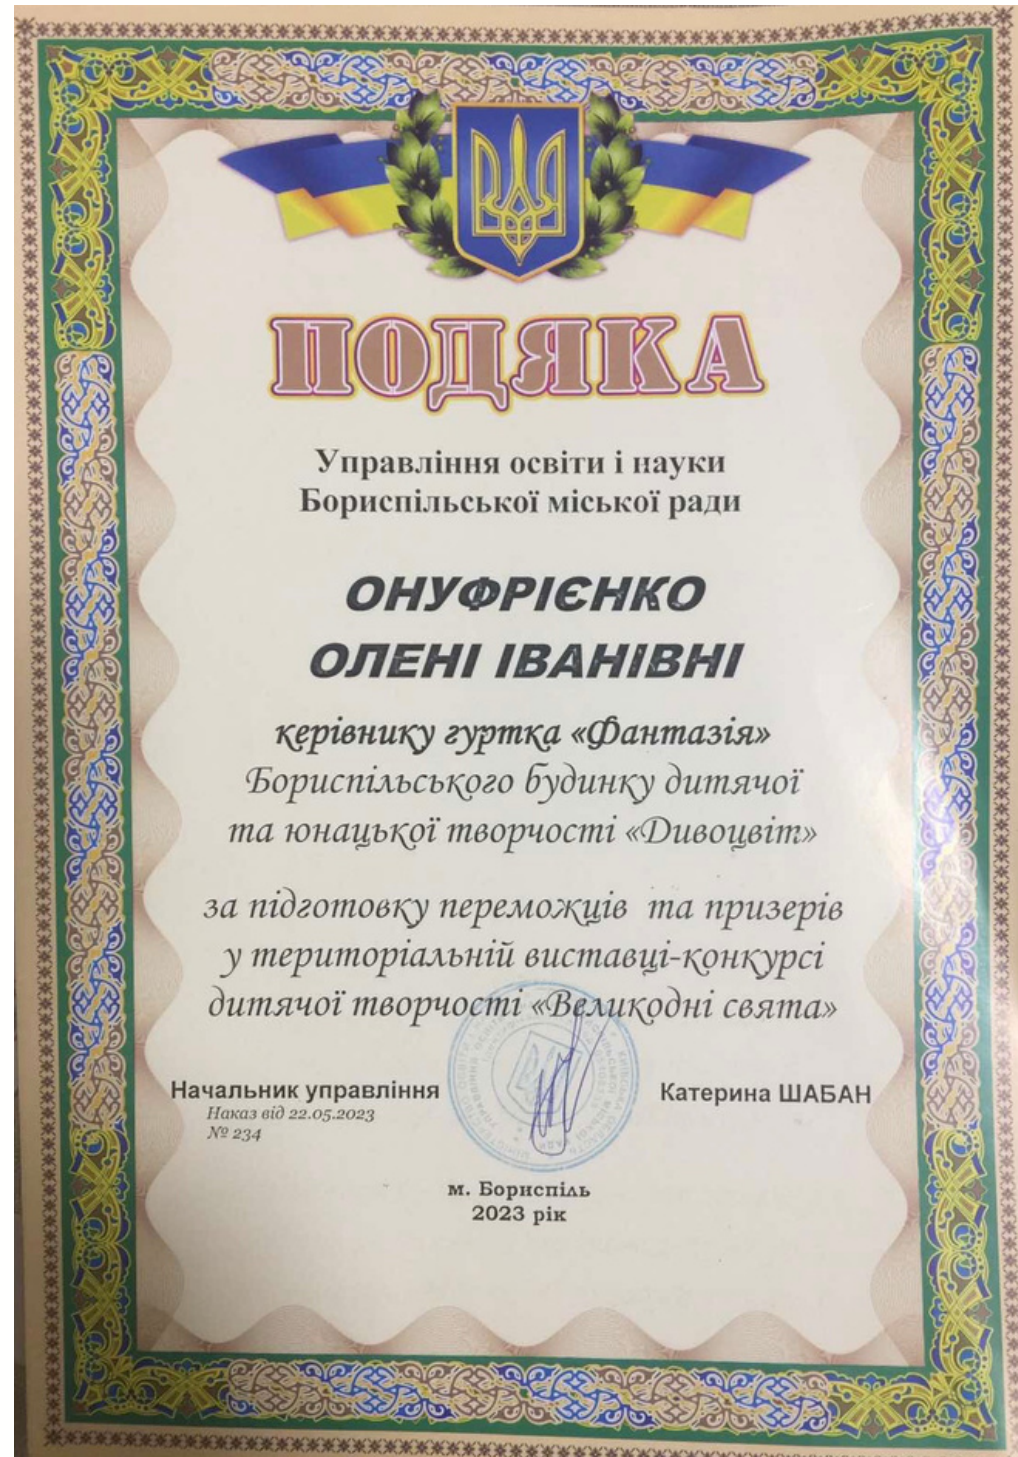 ПОДЯКА
Управління освіти і науки
Бориспільської міської ради
ОНУФРІЄНКО
ОЛЕНІ ІВАНІВНІ
керівнику гуртка «Фантазія»
Бориспільського будинку дитячої
та юнацької творчості «Дивоцвіт»
за підготовку переможців та призерів
у територіальній виставці-конкурсі
дитячої творчості «Великодні свята»
Начальник управління
Катерина ШАБАН
Наказ від 22.05.2023
№ 234
м. Бориспіль
2023 рік